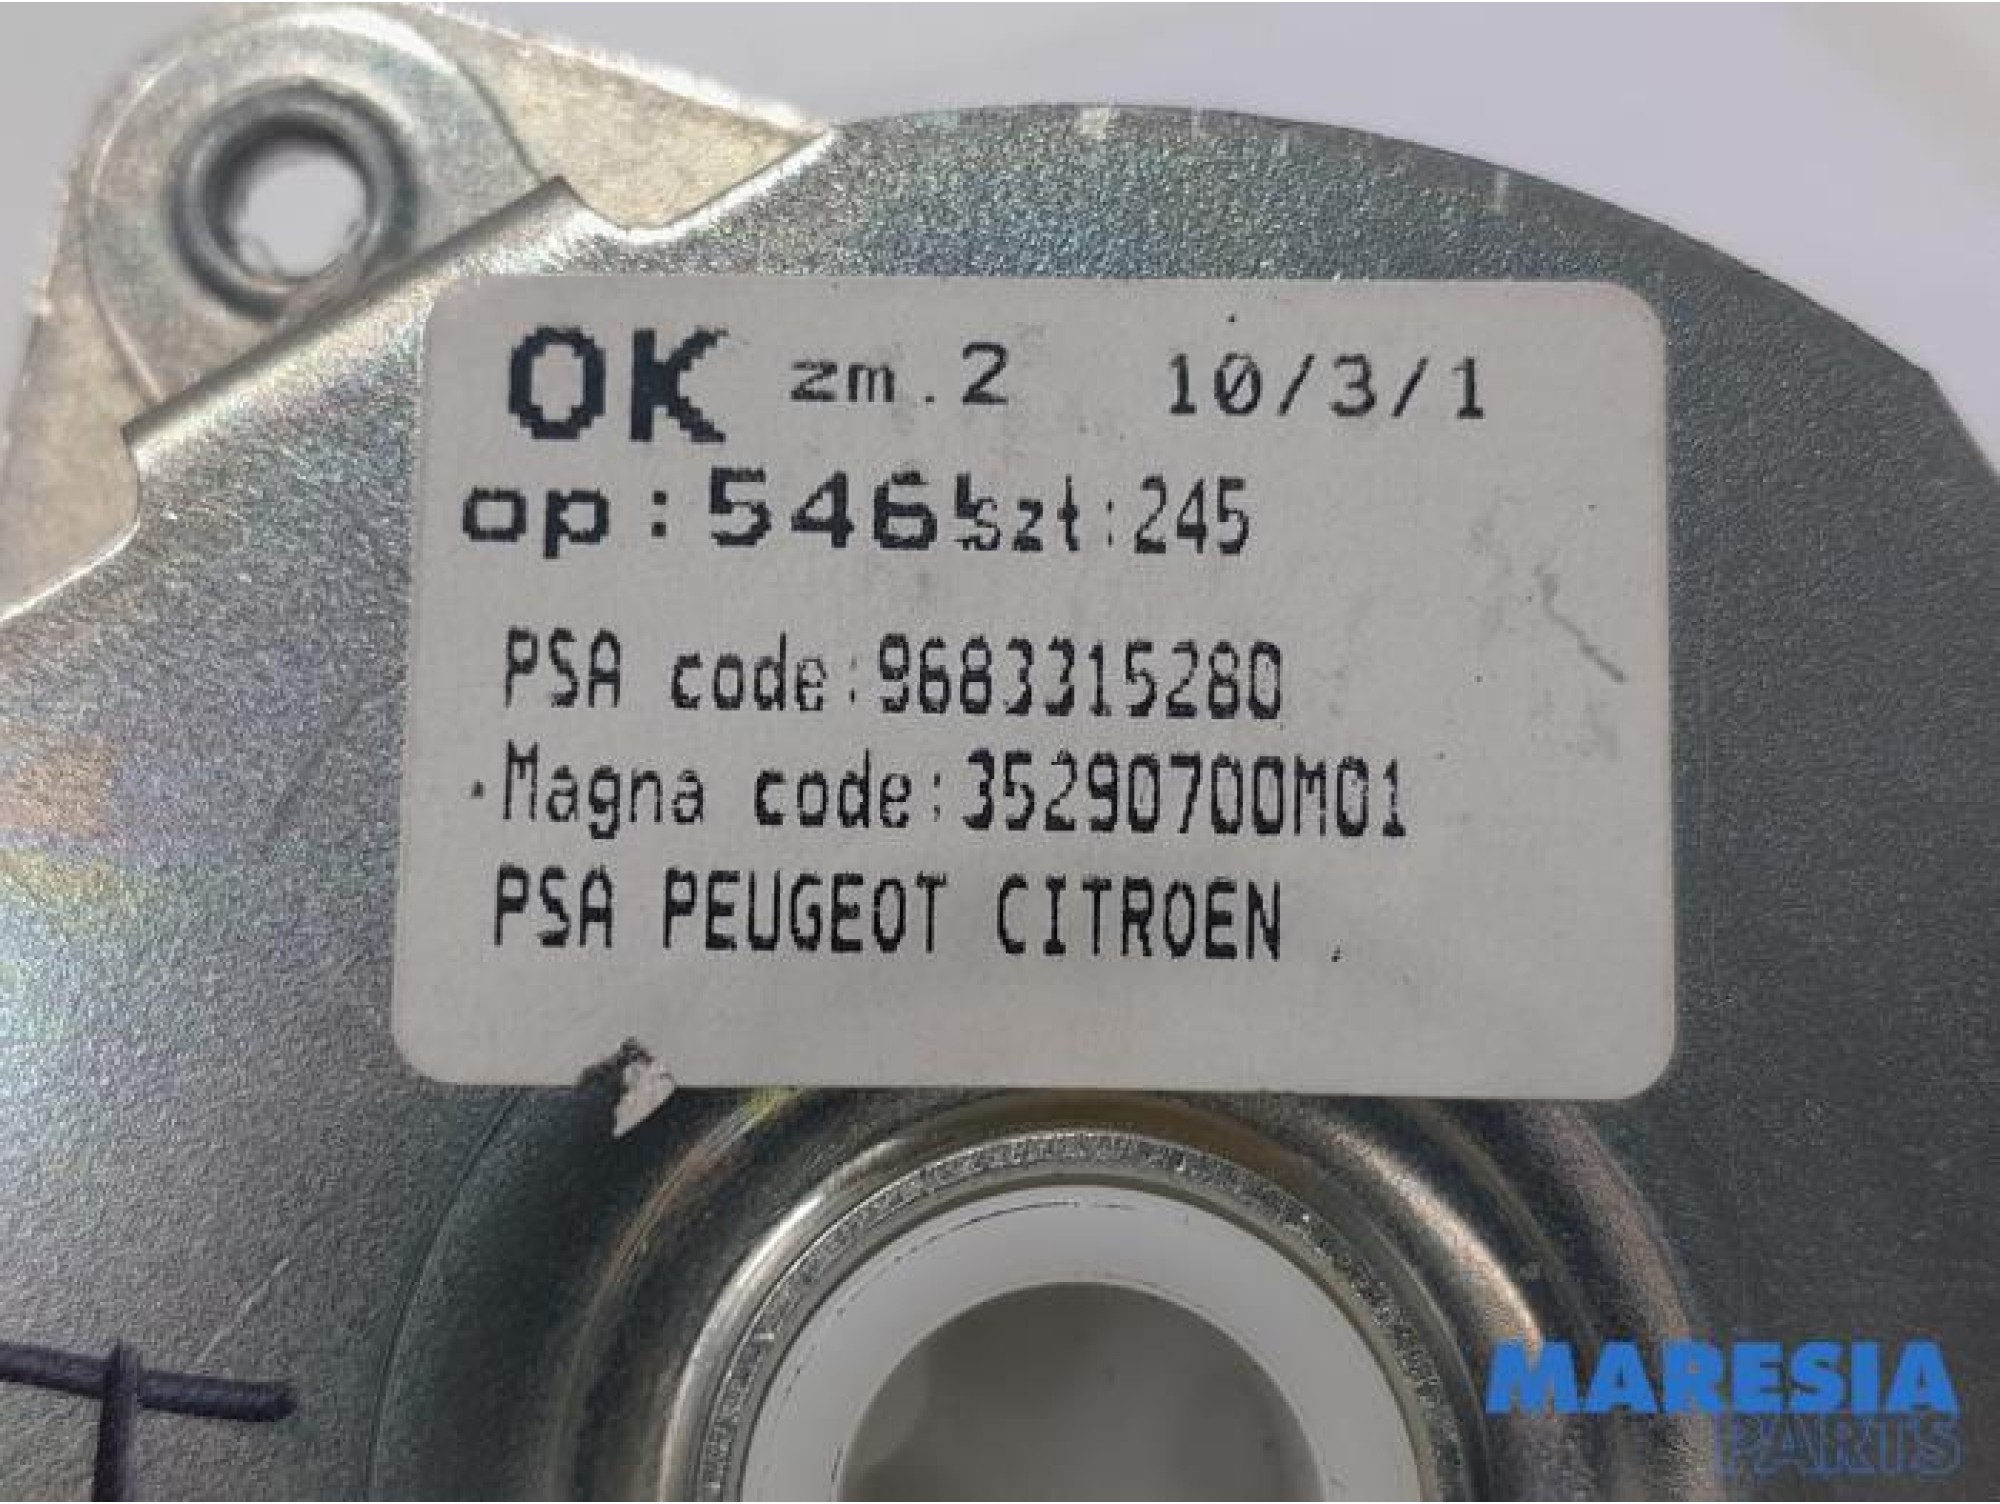 OK zm.2 10/3/1
op: szt:245
PSA code:9683315280
Magna code:35290700M01
PSA PEUGEOT CITROEN
MARESIA
PARTS